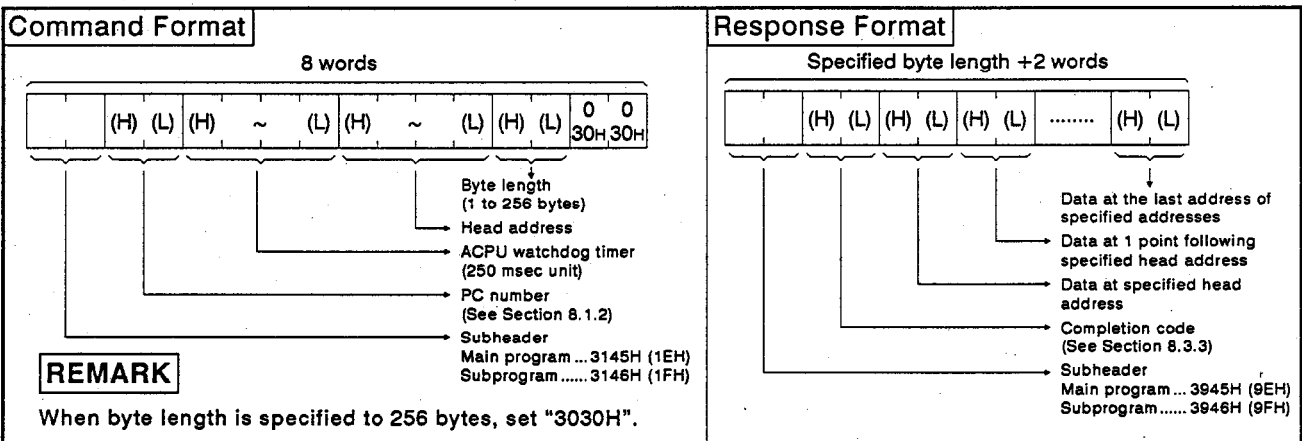 Command Format
8 words
(H) (L) (H) ~ (L) (H) ~ (L) (H) (L) 0 0
30H 30H
Byte length
(1 to 256 bytes)
Head address
ACPU watchdog timer
(250 msec unit)
PC number
(See Section 8.1.2)
Subheader
Main program ... 3145H (1EH)
Subprogram ...... 3146H (1FH)
REMARK
When byte length is specified to 256 bytes, set "3030H".
Response Format
Specified byte length +2 words
(H) (L) (H) (L) (H) (L) ........ (H) (L)
Data at the last address of
specified addresses
Data at 1 point following
specified head address
Data at specified head
address
Completion code
(See Section 8.3.3)
Subheader
Main program ... 3945H (9EH)
Subprogram ...... 3946H (9FH)